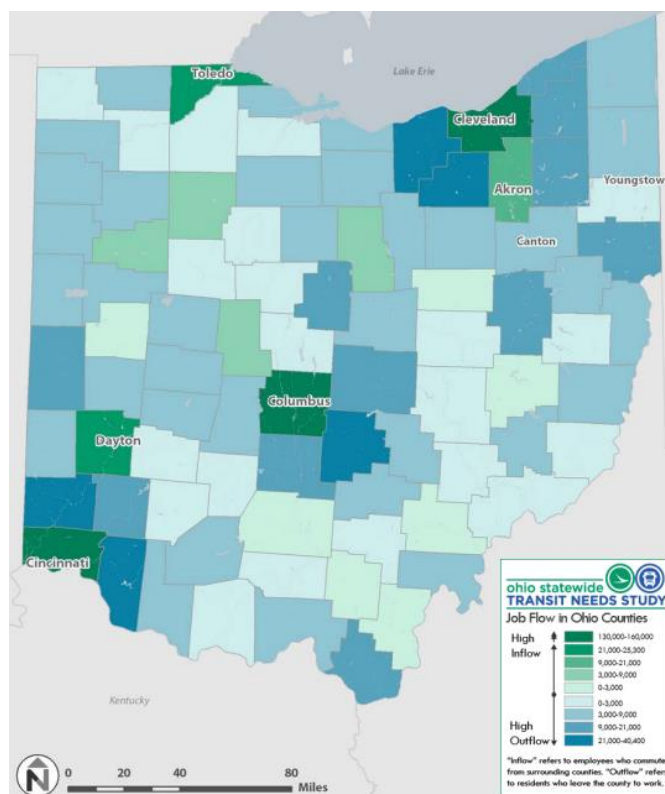 Toledo
Lake Erie
Cleveland
Akron
Youngstow
Canton
Columbus
Dayton
Cincinnati
Kentucky
N
0 20 40 80
Miles
ohio statewide
TRANSIT NEEDS STUDY
Job Flow in Ohio Counties
High
Inflow
130,000-160,000
21,000-25,300
9,000-21,000
3,000-9,000
0-3,000
0-3,000
3,000-9,000
9,000-21,000
21,000-40,400
High
Outflow
"Inflow" refers to employees who commute
from surrounding counties. "Outflow" refers
to residents who leave the county to work.